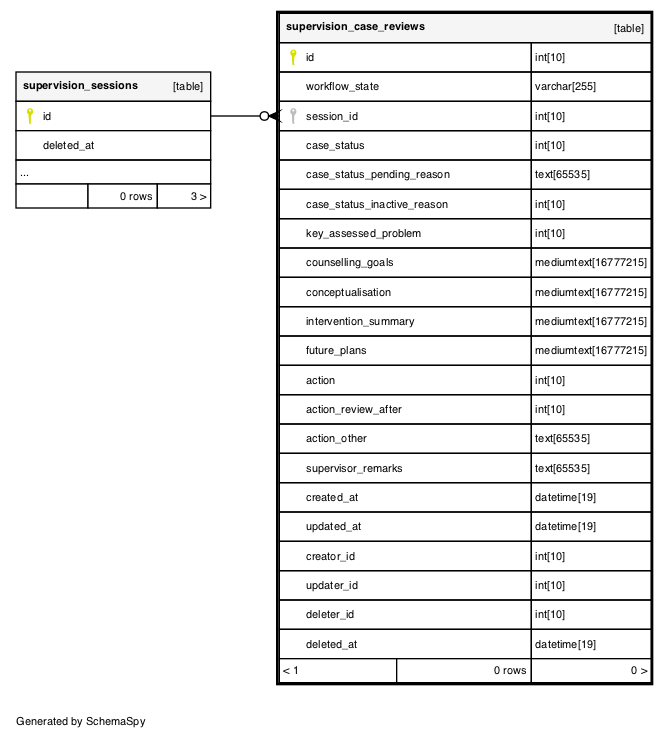 supervision_sessions [table]
id
deleted_at
...
0 rows 3 >
supervision_case_reviews [table]
id int[10]
workflow_state varchar[255]
session_id int[10]
case_status int[10]
case_status_pending_reason text[65535]
case_status_inactive_reason int[10]
key_assessed_problem int[10]
counselling_goals mediumtext[16777215]
conceptualisation mediumtext[16777215]
intervention_summary mediumtext[16777215]
future_plans mediumtext[16777215]
action int[10]
action_review_after int[10]
action_other text[65535]
supervisor_remarks text[65535]
created_at datetime[19]
updated_at datetime[19]
creator_id int[10]
updater_id int[10]
deleter_id int[10]
deleted_at datetime[19]
< 1 0 rows 0 >
Generated by SchemaSpy